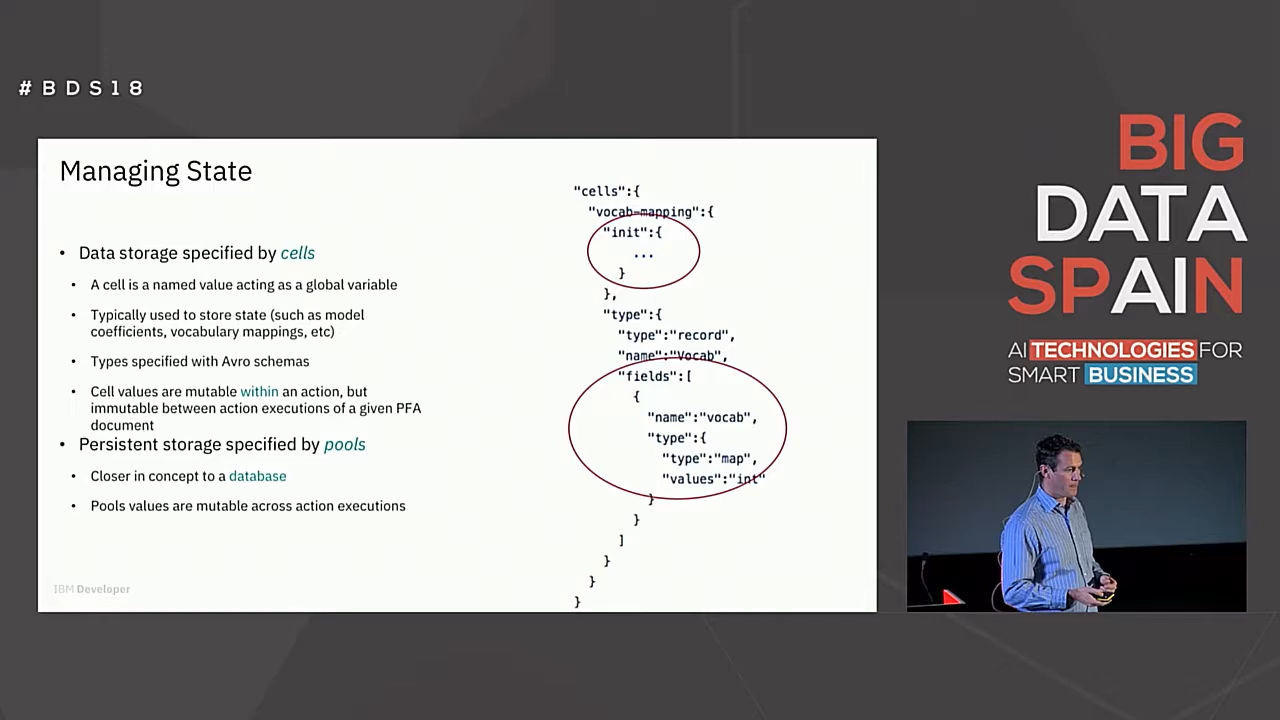 #BDS18
Managing State
• Data storage specified by cells
• A cell is a named value acting as a global variable
• Typically used to store state (such as model
coefficients, vocabulary mappings, etc)
• Types specified with Avro schemas
• Cell values are mutable within an action, but
immutable between action executions of a given PFA
document
• Persistent storage specified by pools
• Closer in concept to a database
• Pools values are mutable across action executions
IBM Developer
"cells":{
"vocab-mapping":{
"init":{
...
}
},
"type":{
"type":"record",
"name":"Vocab",
"fields":[
{
"name":"vocab",
"type":{
"type":"map",
"values":"int"
}
}
]
}
}
}
BIG
DATA
SPAIN
AI TECHNOLOGIES FOR
SMART BUSINESS